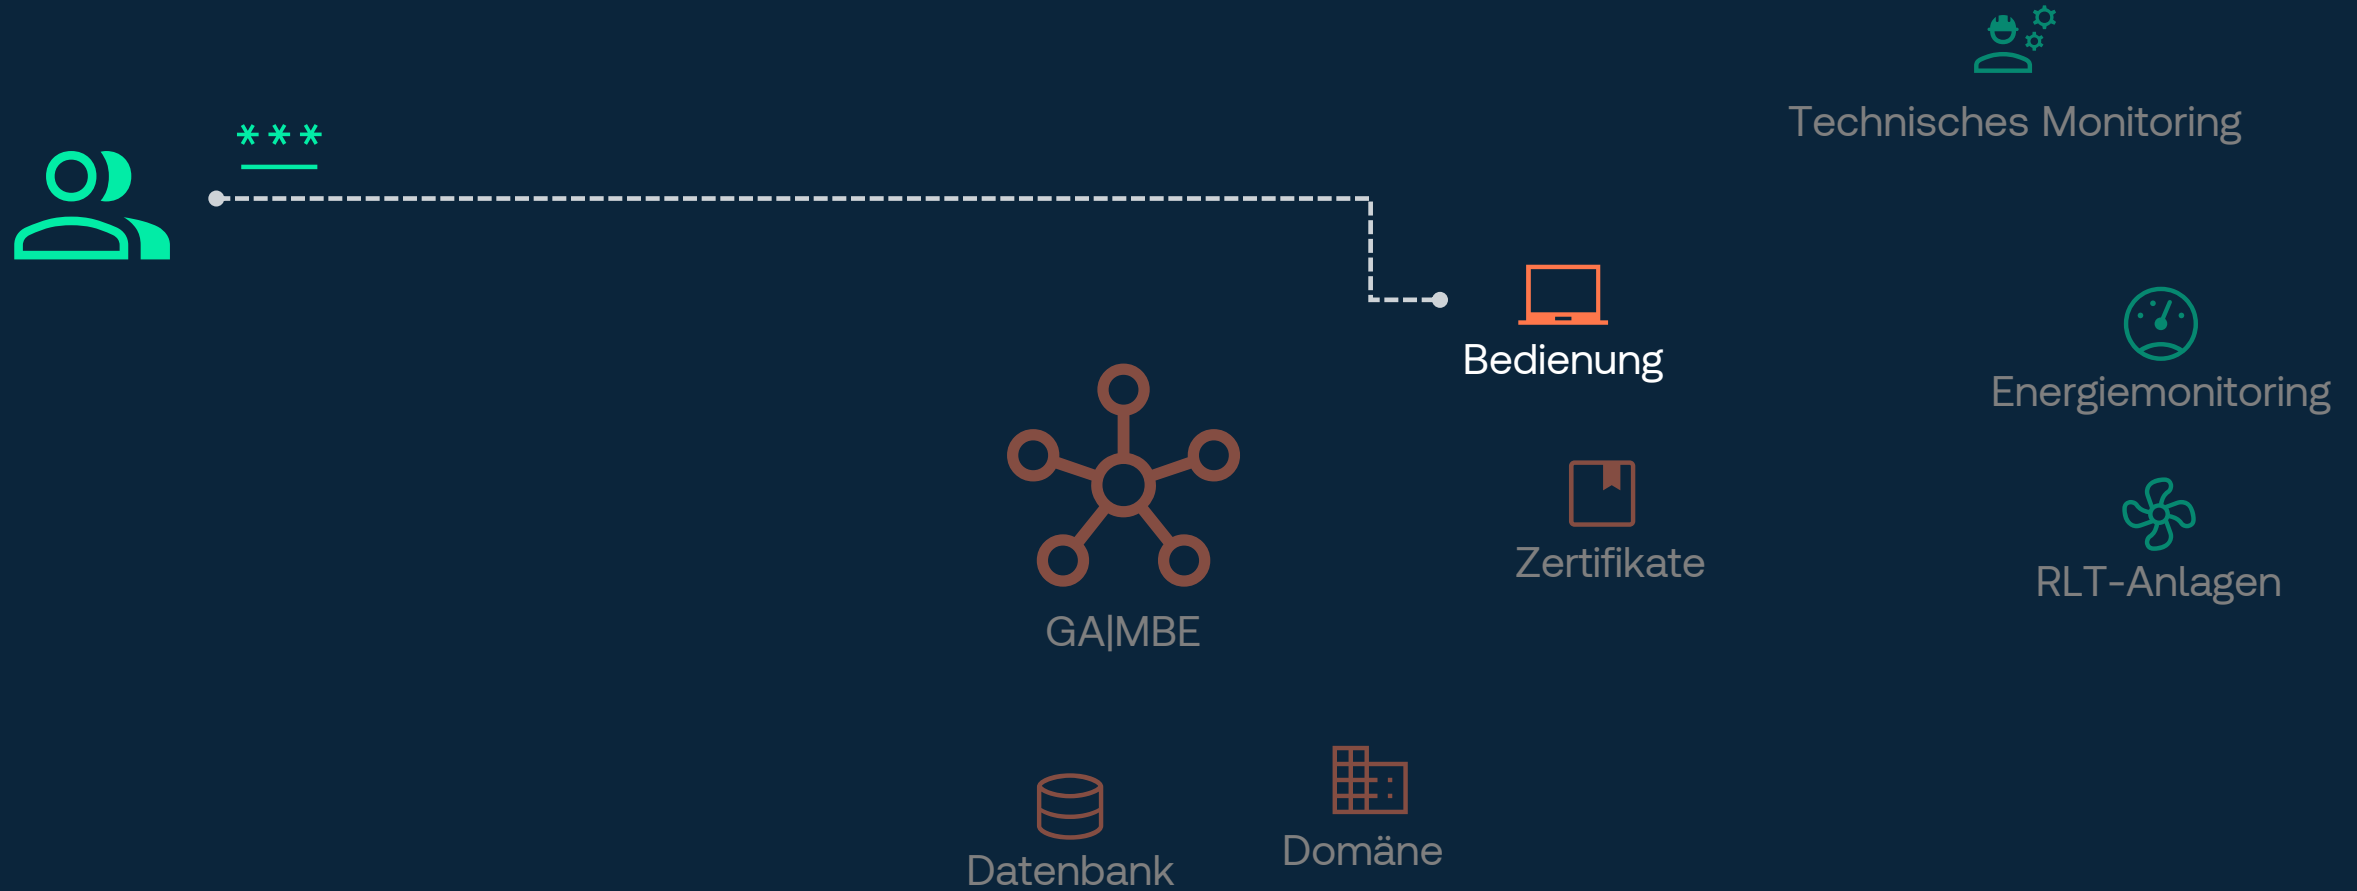 Technisches Monitoring
***
Bedienung
Energiemonitoring
Zertifikate
RLT-Anlagen
GA|MBE
Domäne
Datenbank